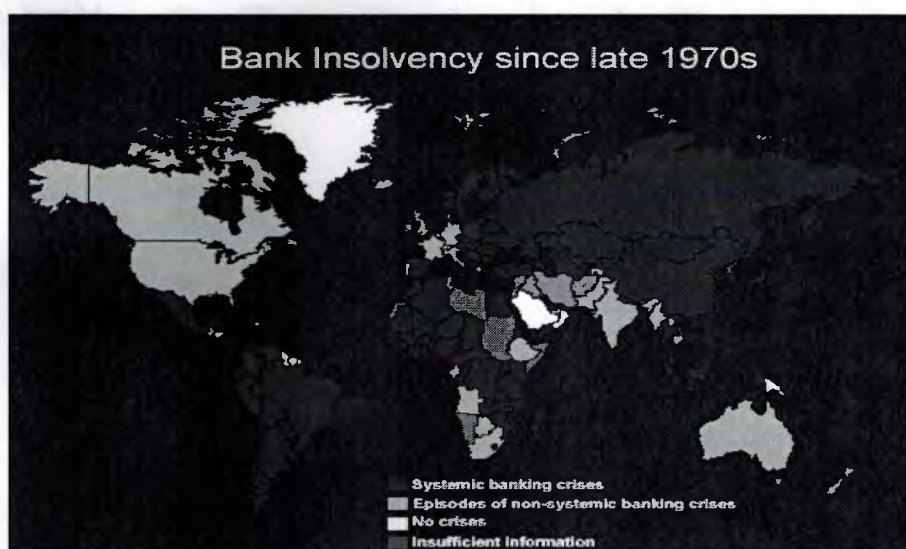 Bank Insolvency since late 1970s
Systemic banking crises
Episodes of non-systemic banking crises
No crises
Insufficient information